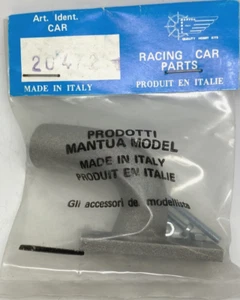 Art. Ident.
CAR
RACING CAR
PARTS
MADE IN ITALY
PRODUIT EN ITALIE
PRODOTTI
MANTUA MODEL
MADE IN ITALY
PRODUIT EN ITALIE
Gli accessori del modellista